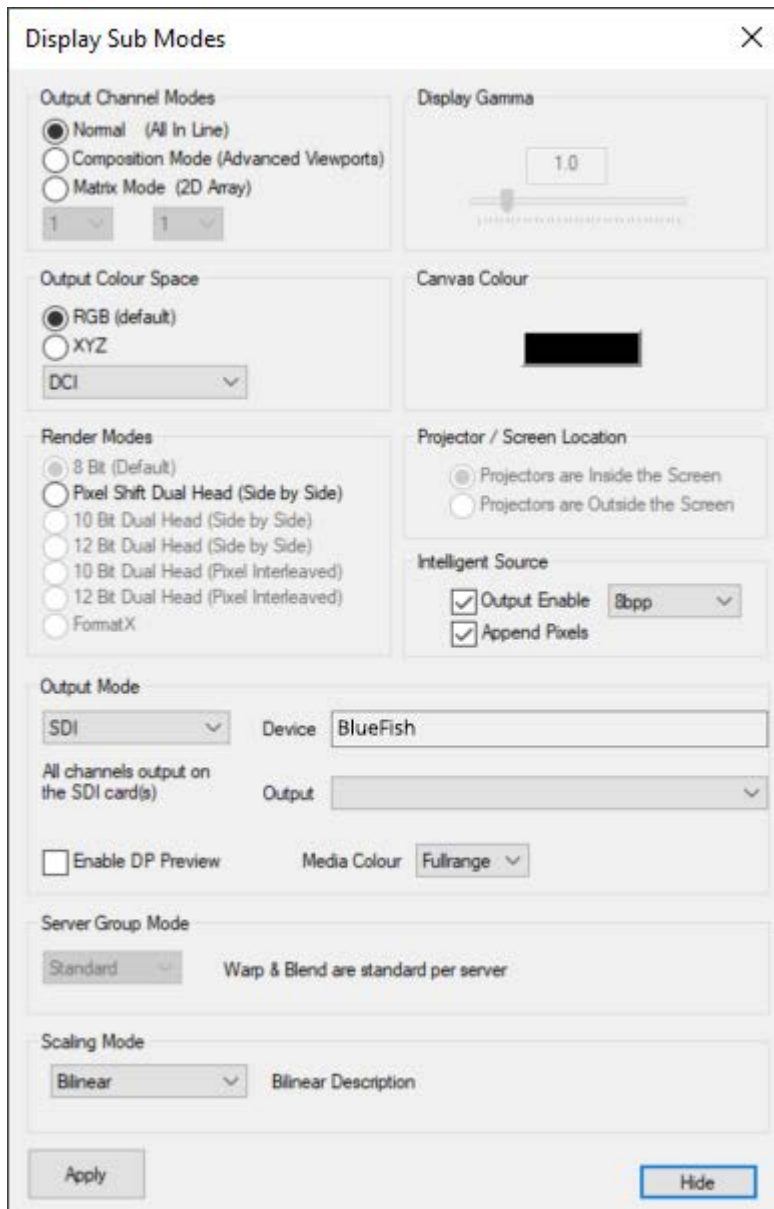 Display Sub Modes
Output Channel Modes
Normal (All In Line)
Composition Mode (Advanced Viewports)
Matrix Mode (2D Array)
1 1
Display Gamma
1.0
Output Colour Space
RGB (default)
XYZ
DCI
Canvas Colour
Render Modes
8 Bit (Default)
Pixel Shift Dual Head (Side by Side)
10 Bit Dual Head (Side by Side)
12 Bit Dual Head (Side by Side)
10 Bit Dual Head (Pixel Interleaved)
12 Bit Dual Head (Pixel Interleaved)
FormatX
Projector / Screen Location
Projectors are Inside the Screen
Projectors are Outside the Screen
Intelligent Source
Output Enable 8bpp
Append Pixels
Output Mode
SDI Device BlueFish
All channels output on
the SDI card(s) Output
Enable DP Preview Media Colour Fullrange
Server Group Mode
Standard Warp & Blend are standard per server
Scaling Mode
Bilinear Bilinear Description
Apply Hide